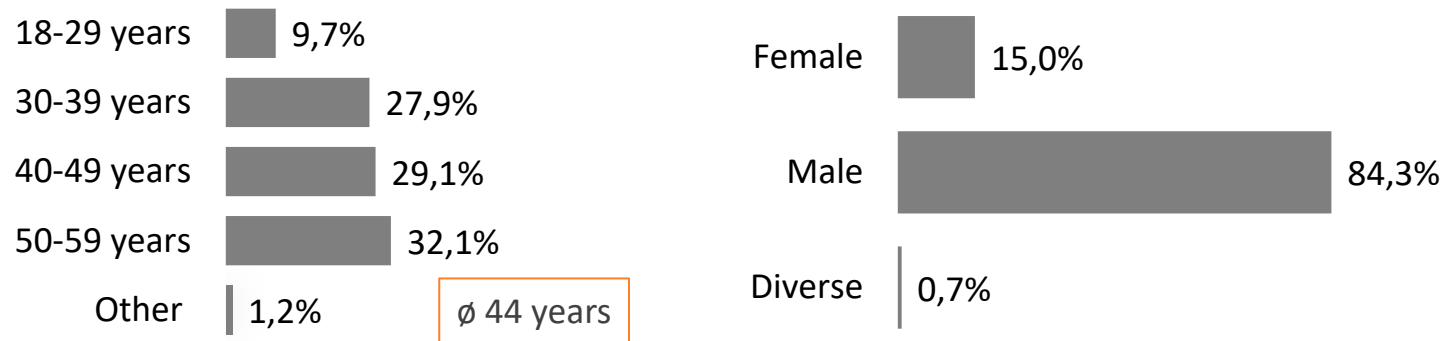 18-29 years 9,7%
30-39 years 27,9%
40-49 years 29,1%
50-59 years 32,1%
Other 1,2%
ø 44 years
Female 15,0%
Male 84,3%
Diverse 0,7%